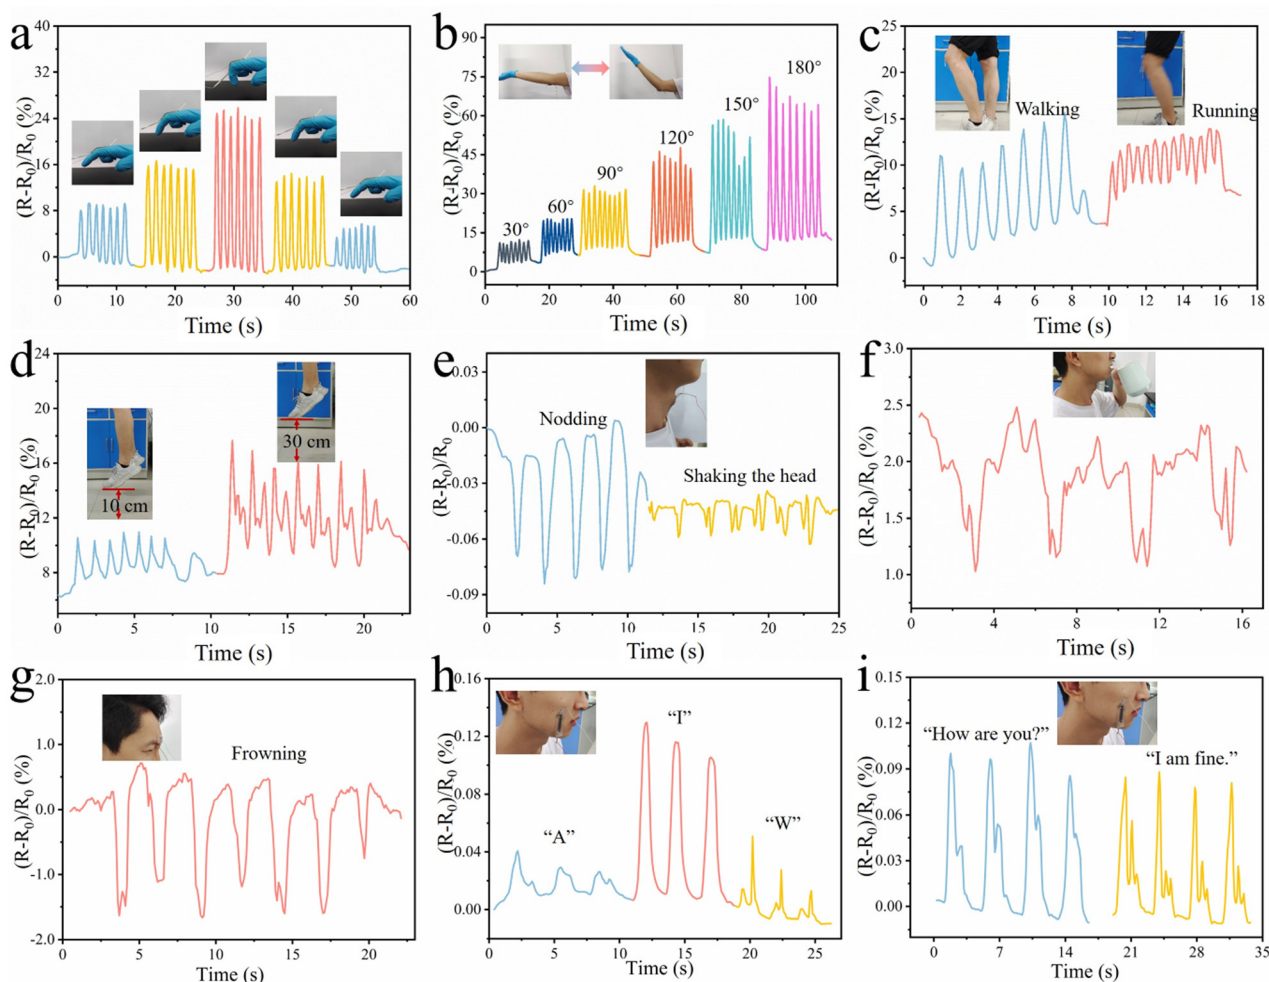 a
(R-R0)/R0 (%)
40
32
24
16
8
0
0 10 20 30 40 50 60
Time (s)
b
(R-R0)/R0 (%)
90
75
60
45
30
15
0
30°
60°
90°
120°
150°
180°
0 20 40 60 80 100
Time (s)
c
(R-R0)/R0 (%)
25
20
15
10
5
0
Walking
Running
0 2 4 6 8 10 12 14 16 18
Time (s)
d
(R-R0)/R0 (%)
24
20
16
12
8
10 cm
30 cm
0 5 10 15 20
Time (s)
e
(R-R0)/R0
0.03
0.00
-0.03
-0.06
-0.09
Nodding
Shaking the head
0 5 10 15 20 25
Time (s)
f
(R-R0)/R0 (%)
3.0
2.5
2.0
1.5
1.0
0 4 8 12 16
Time (s)
g
(R-R0)/R0 (%)
2.0
1.0
0.0
-1.0
-2.0
Frowning
0 5 10 15 20
Time (s)
h
(R-R0)/R0 (%)
0.16
0.12
0.08
0.04
0.00
“A”
“I”
“W”
0 5 10 15 20 25
Time (s)
i
(R-R0)/R0 (%)
0.15
0.12
0.09
0.06
0.03
0.00
“How are you?”
“I am fine.”
0 7 14 21 28 35
Time (s)